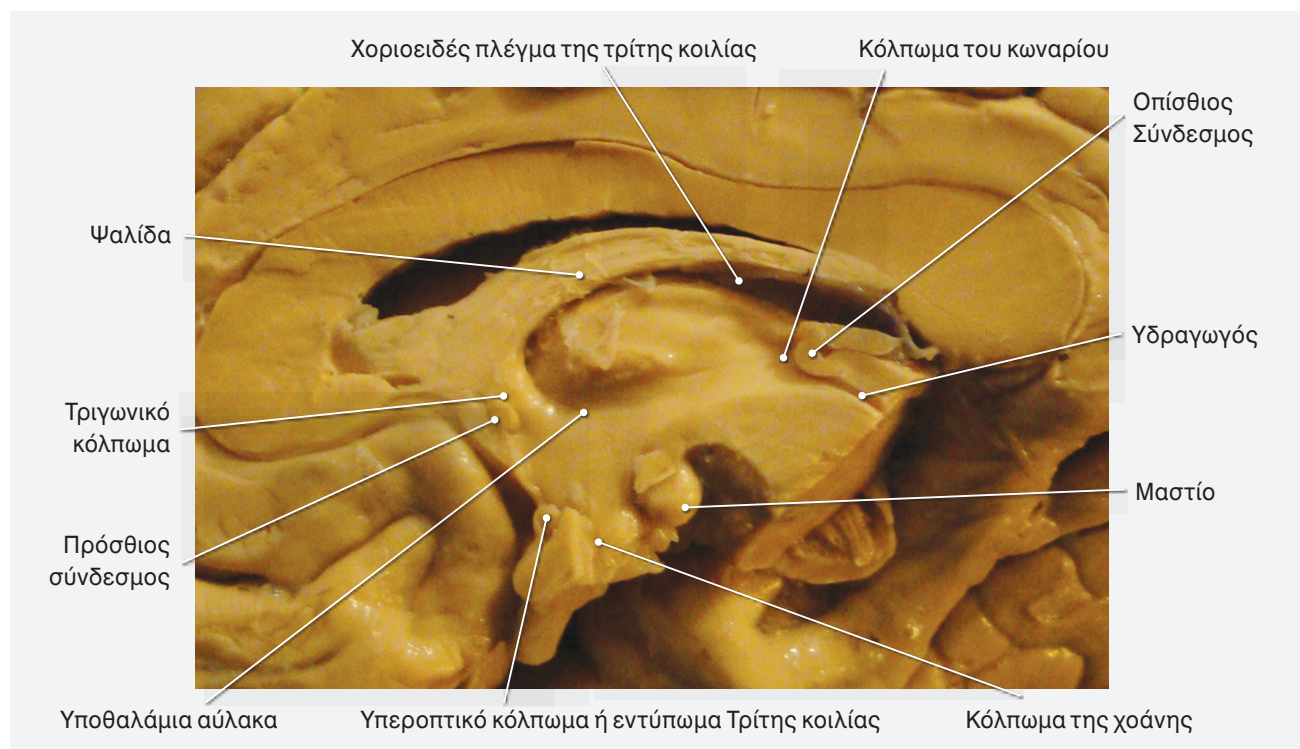 Χοριοειδές πλέγμα της τρίτης κοιλίας
Κόλπωμα του κωναρίου
Οπίσθιος
Σύνδεσμος
Ψαλίδα
Υδραγωγός
Τριγωνικό
κόλπωμα
Μαστίο
Πρόσθιος
σύνδεσμος
Υποθαλάμια αύλακα
Υπεροπτικό κόλπωμα ή εντύπωμα Τρίτης κοιλίας
Κόλπωμα της χοάνης